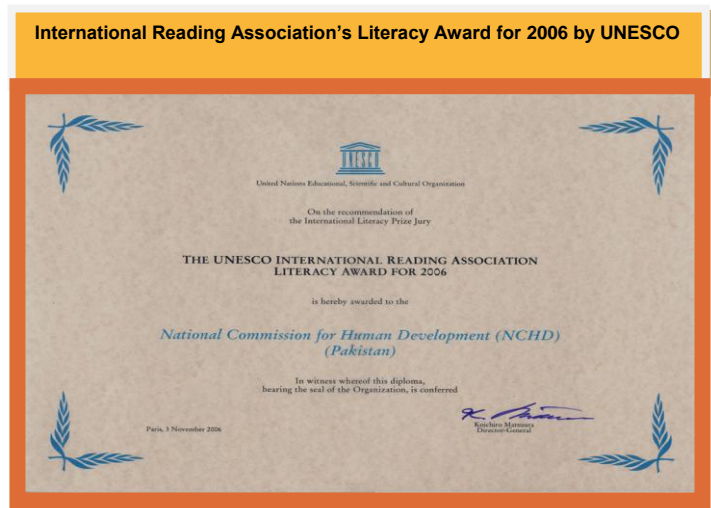 International Reading Association's Literacy Award for 2006 by UNESCO
UNESCO
United Nations Educational, Scientific and Cultural Organization
On the recommendation of
the International Literacy Prize Jury
THE UNESCO INTERNATIONAL READING ASSOCIATION
LITERACY AWARD FOR 2006
is hereby awarded to the
National Commission for Human Development (NCHD)
(Pakistan)
In witness whereof this diploma,
bearing the seal of the Organization, is conferred
Paris, 3 November 2006
Koichiro Matsuura
Director-General